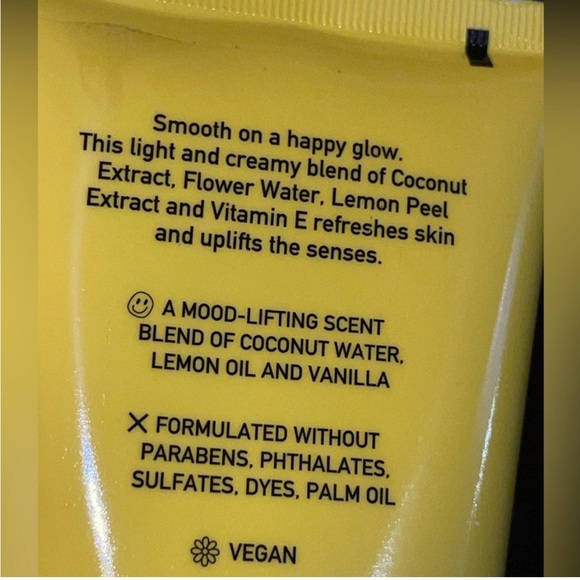 Smooth on a happy glow.
This light and creamy blend of Coconut
Extract, Flower Water, Lemon Peel
Extract and Vitamin E refreshes skin
and uplifts the senses.
A MOOD-LIFTING SCENT
BLEND OF COCONUT WATER,
LEMON OIL AND VANILLA
FORMULATED WITHOUT
PARABENS, PHTHALATES,
SULFATES, DYES, PALM OIL
VEGAN